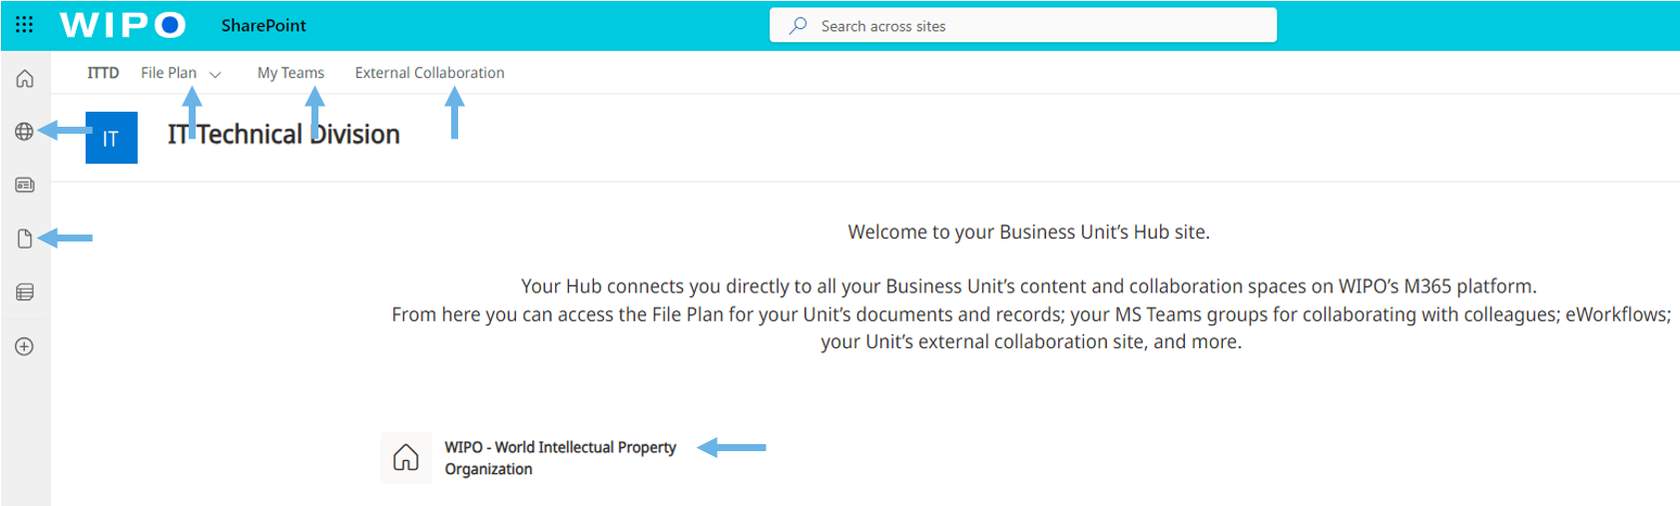 WIPO SharePoint Search across sites
ITTD File Plan My Teams External Collaboration
IT IT Technical Division
Welcome to your Business Unit’s Hub site.
Your Hub connects you directly to all your Business Unit’s content and collaboration spaces on WIPO’s M365 platform.
From here you can access the File Plan for your Unit’s documents and records; your MS Teams groups for collaborating with colleagues; eWorkflows;
your Unit’s external collaboration site, and more.
WIPO - World Intellectual Property
Organization